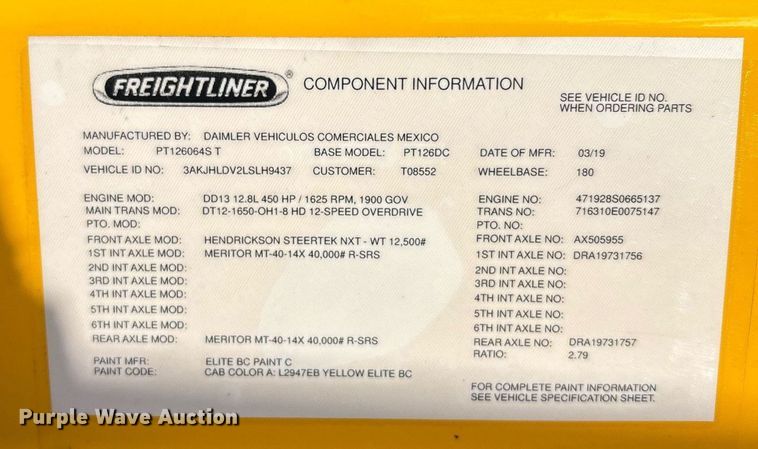 FREIGHTLINER®
COMPONENT INFORMATION
SEE VEHICLE ID NO.
WHEN ORDERING PARTS
MANUFACTURED BY: DAIMLER VEHICULOS COMERCIALES MEXICO
MODEL: PT126064S T BASE MODEL: PT126DC DATE OF MFR: 03/19
VEHICLE ID NO: 3AKJHLDV2LSLH9437 CUSTOMER: T08552 WHEELBASE: 180
ENGINE MOD: DD13 12.8L 450 HP / 1625 RPM, 1900 GOV ENGINE NO: 471928S0665137
MAIN TRANS MOD: DT12-1650-OH1-8 HD 12-SPEED OVERDRIVE TRANS NO: 716310E0075147
PTO. MOD: PTO. NO:
FRONT AXLE MOD: HENDRICKSON STEERTEK NXT - WT 12,500# FRONT AXLE NO: AX505955
1ST INT AXLE MOD: MERITOR MT-40-14X 40,000# R-SRS 1ST INT AXLE NO: DRA19731756
2ND INT AXLE MOD: 2ND INT AXLE NO:
3RD INT AXLE MOD: 3RD INT AXLE NO:
4TH INT AXLE MOD: 4TH INT AXLE NO:
5TH INT AXLE MOD: 5TH INT AXLE NO:
6TH INT AXLE MOD: 6TH INT AXLE NO:
REAR AXLE MOD: MERITOR MT-40-14X 40,000# R-SRS REAR AXLE NO: DRA19731757
RATIO: 2.79
PAINT MFR: ELITE BC PAINT C
PAINT CODE: CAB COLOR A: L2947EB YELLOW ELITE BC
FOR COMPLETE PAINT INFORMATION
SEE VEHICLE SPECIFICATION SHEET.
Purple Wave Auction